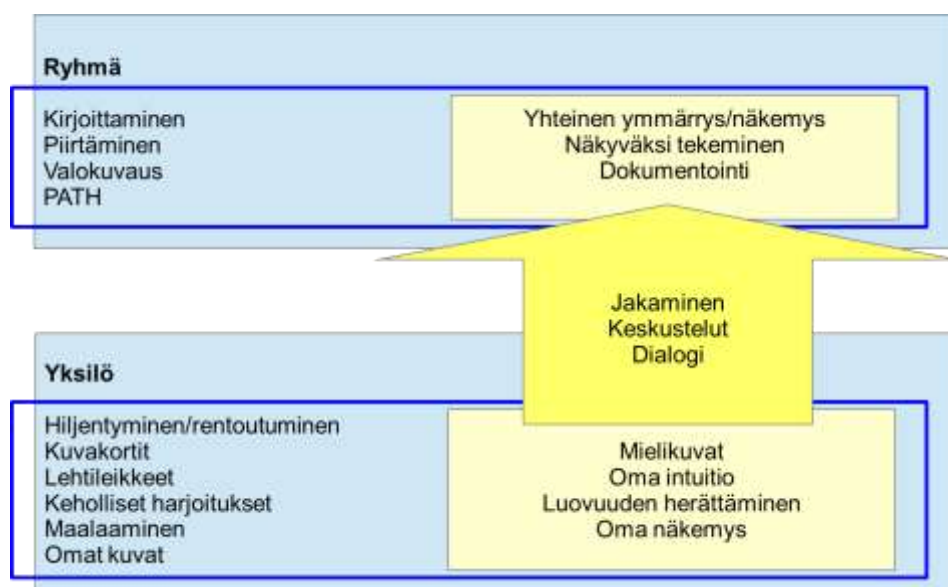 Ryhmä
Kirjoittaminen
Piirtäminen
Valokuvaus
PATH
Yhteinen ymmärrys/näkemys
Näkyväksi tekeminen
Dokumentointi
Jakaminen
Keskustelut
Dialogi
Yksilö
Hiljentyminen/rentoutuminen
Kuvakortit
Lehtileikkeet
Keholliset harjoitukset
Maalaaminen
Omat kuvat
Mielikuvat
Oma intuitio
Luovuuden herättäminen
Oma näkemys